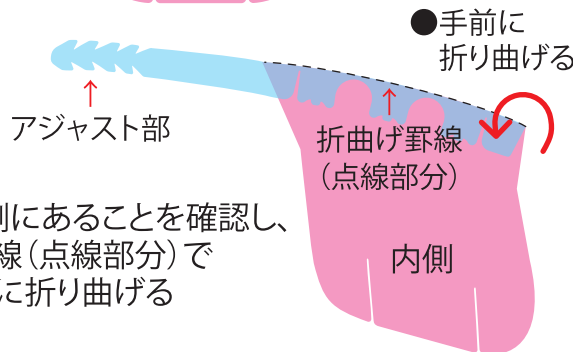 ●手前に
折り曲げる
アジャスト部
折曲げ罫線
（点線部分）
側にあることを確認し、
線（点線部分）で
に折り曲げる
内側